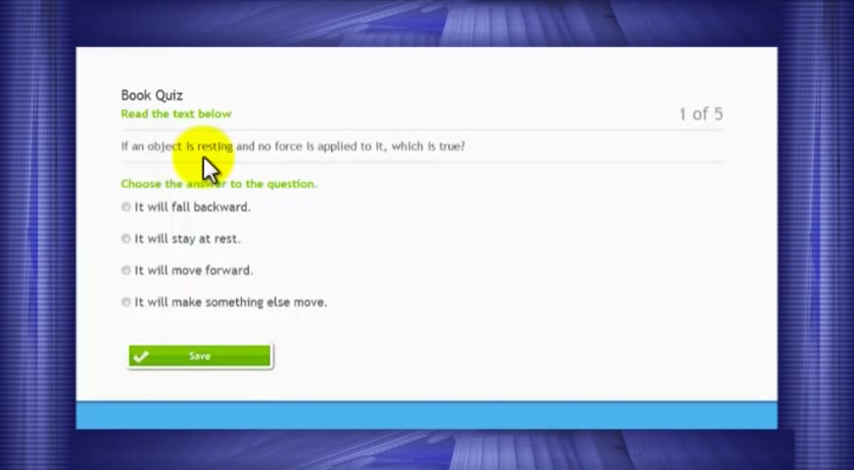 Book Quiz
Read the text below
1 of 5
If an object is resting and no force is applied to it, which is true?
Choose the answer to the question.
It will fall backward.
It will stay at rest.
It will move forward.
It will make something else move.
Save